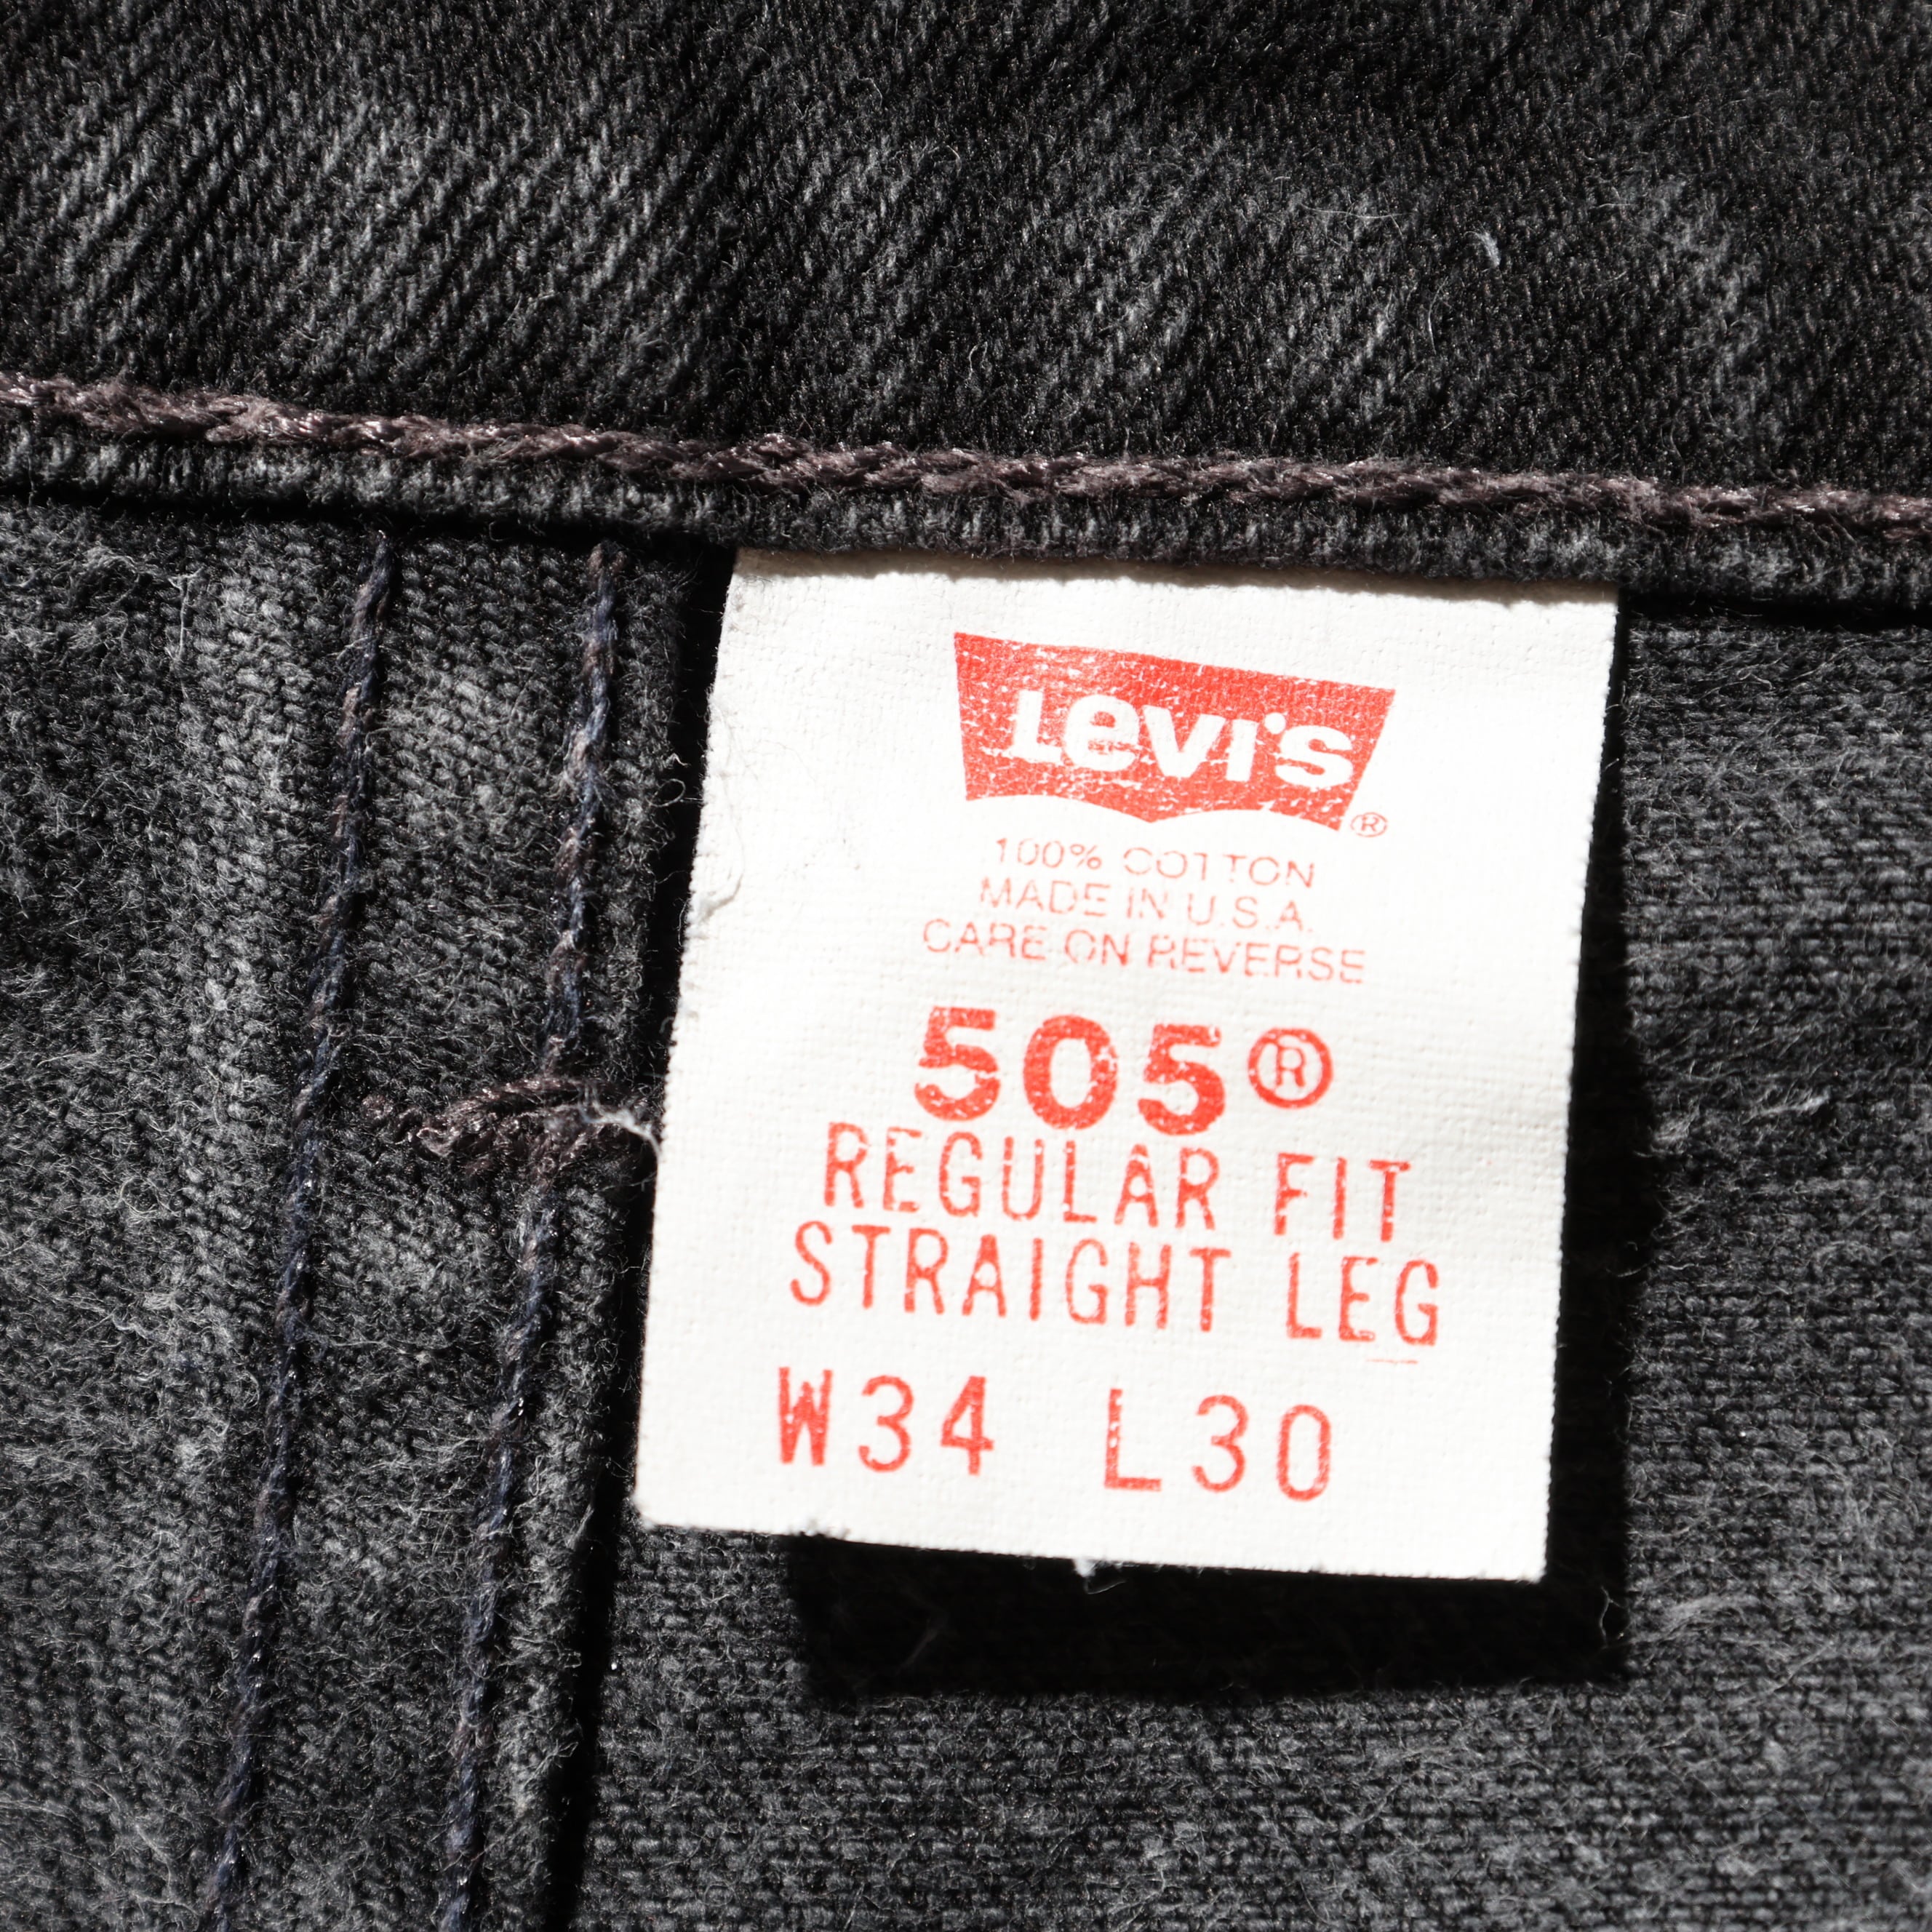 Levi's ®
100% COTTON
MADE IN U.S.A.
CARE ON REVERSE
505®
REGULAR FIT
STRAIGHT LEG
W34 L30